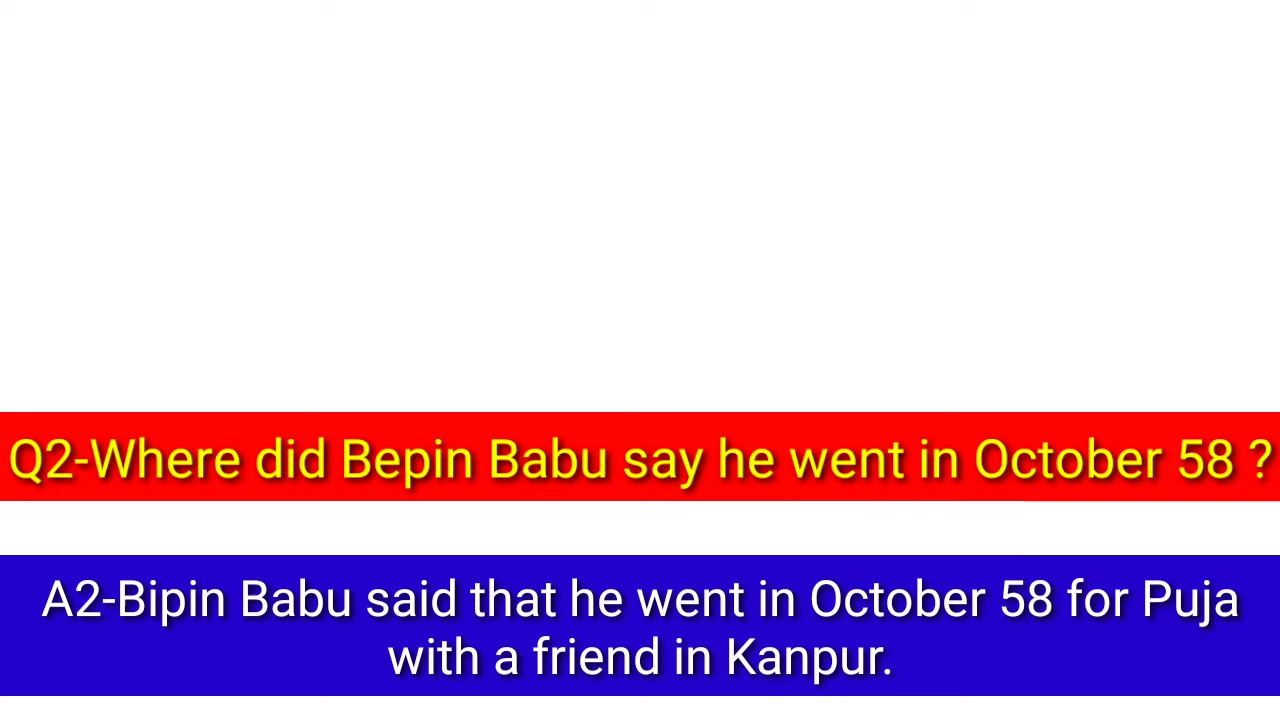 Q2-Where did Bepin Babu say he went in October 58 ?
A2-Bipin Babu said that he went in October 58 for Puja
with a friend in Kanpur.